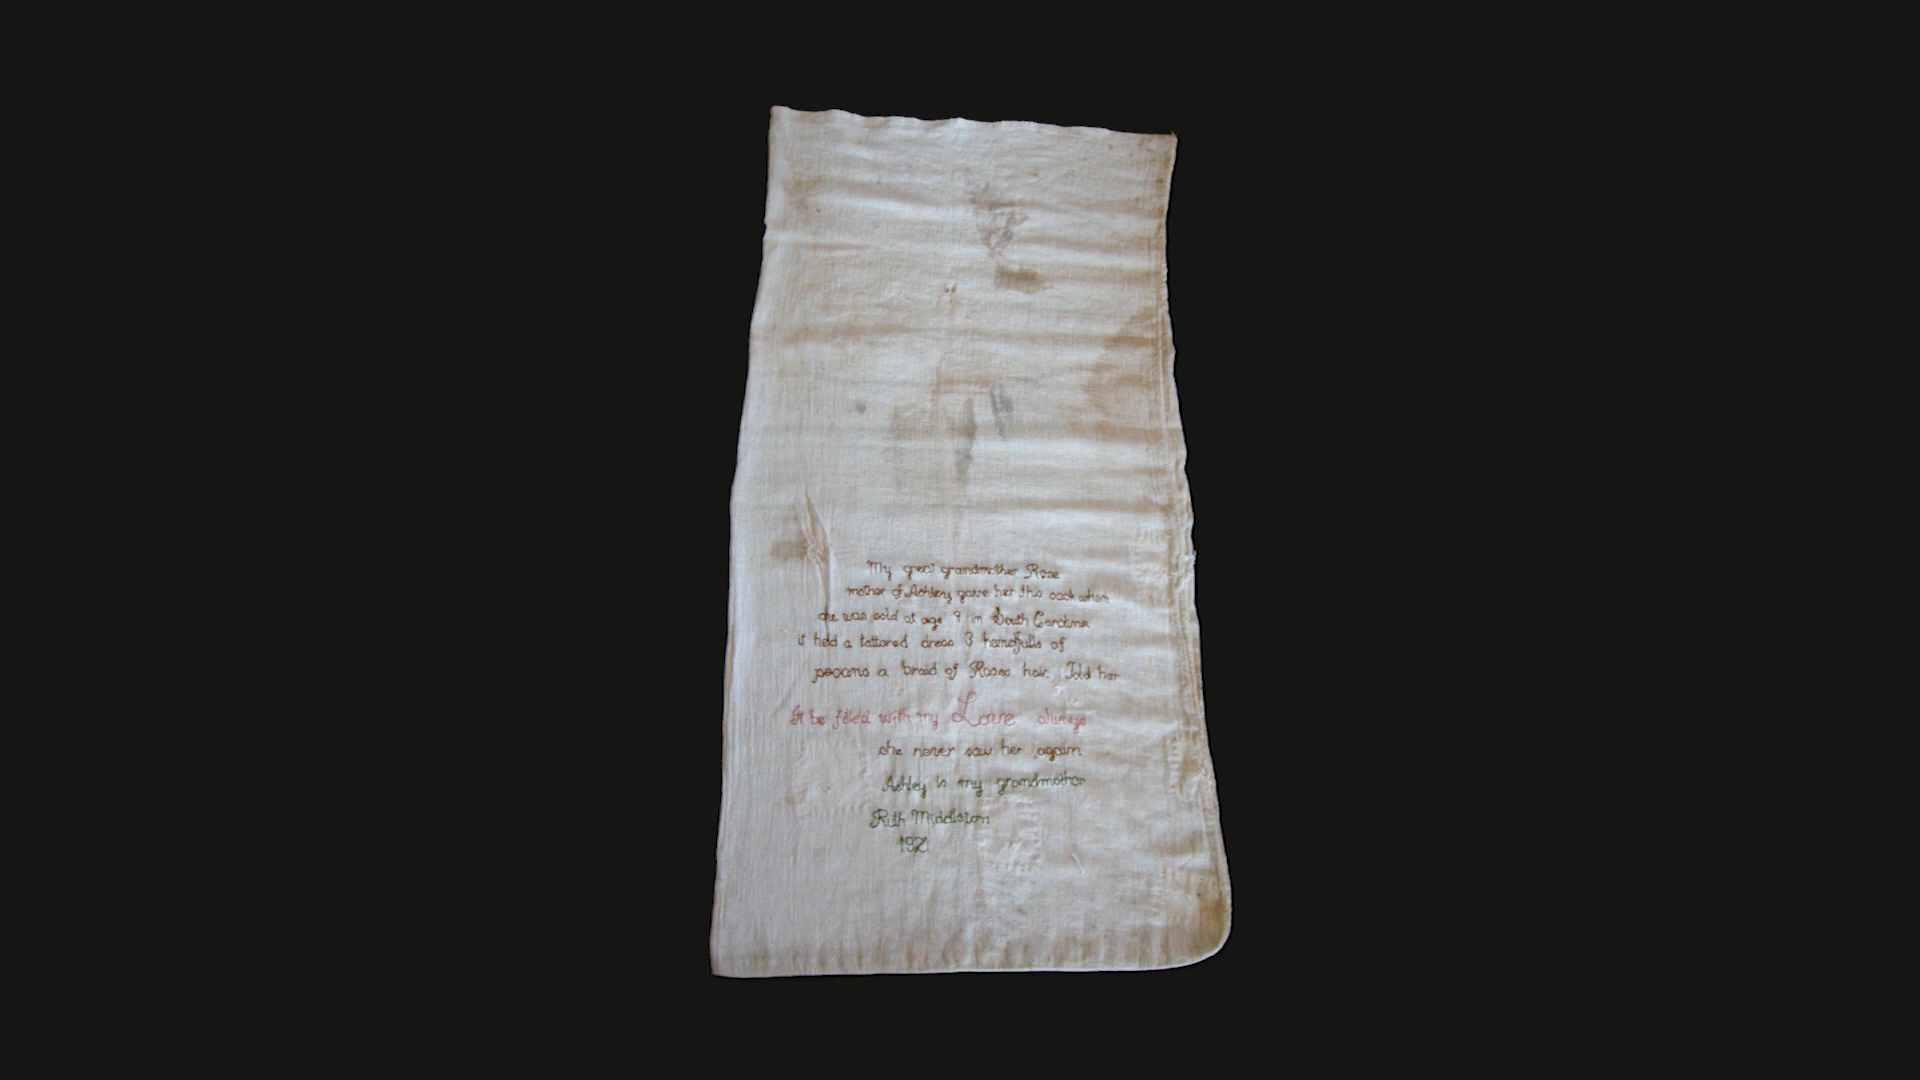 My great grandmother Rose
mother of Ashley gave her this sack when
she was sold at age 9 in South Carolina
it held a tattered dress 3 handfulls of
pecans a braid of Roses hair. Told her
It be filled with my Love always
she never saw her again
Ashley is my grandmother
Ruth Middleton
1921